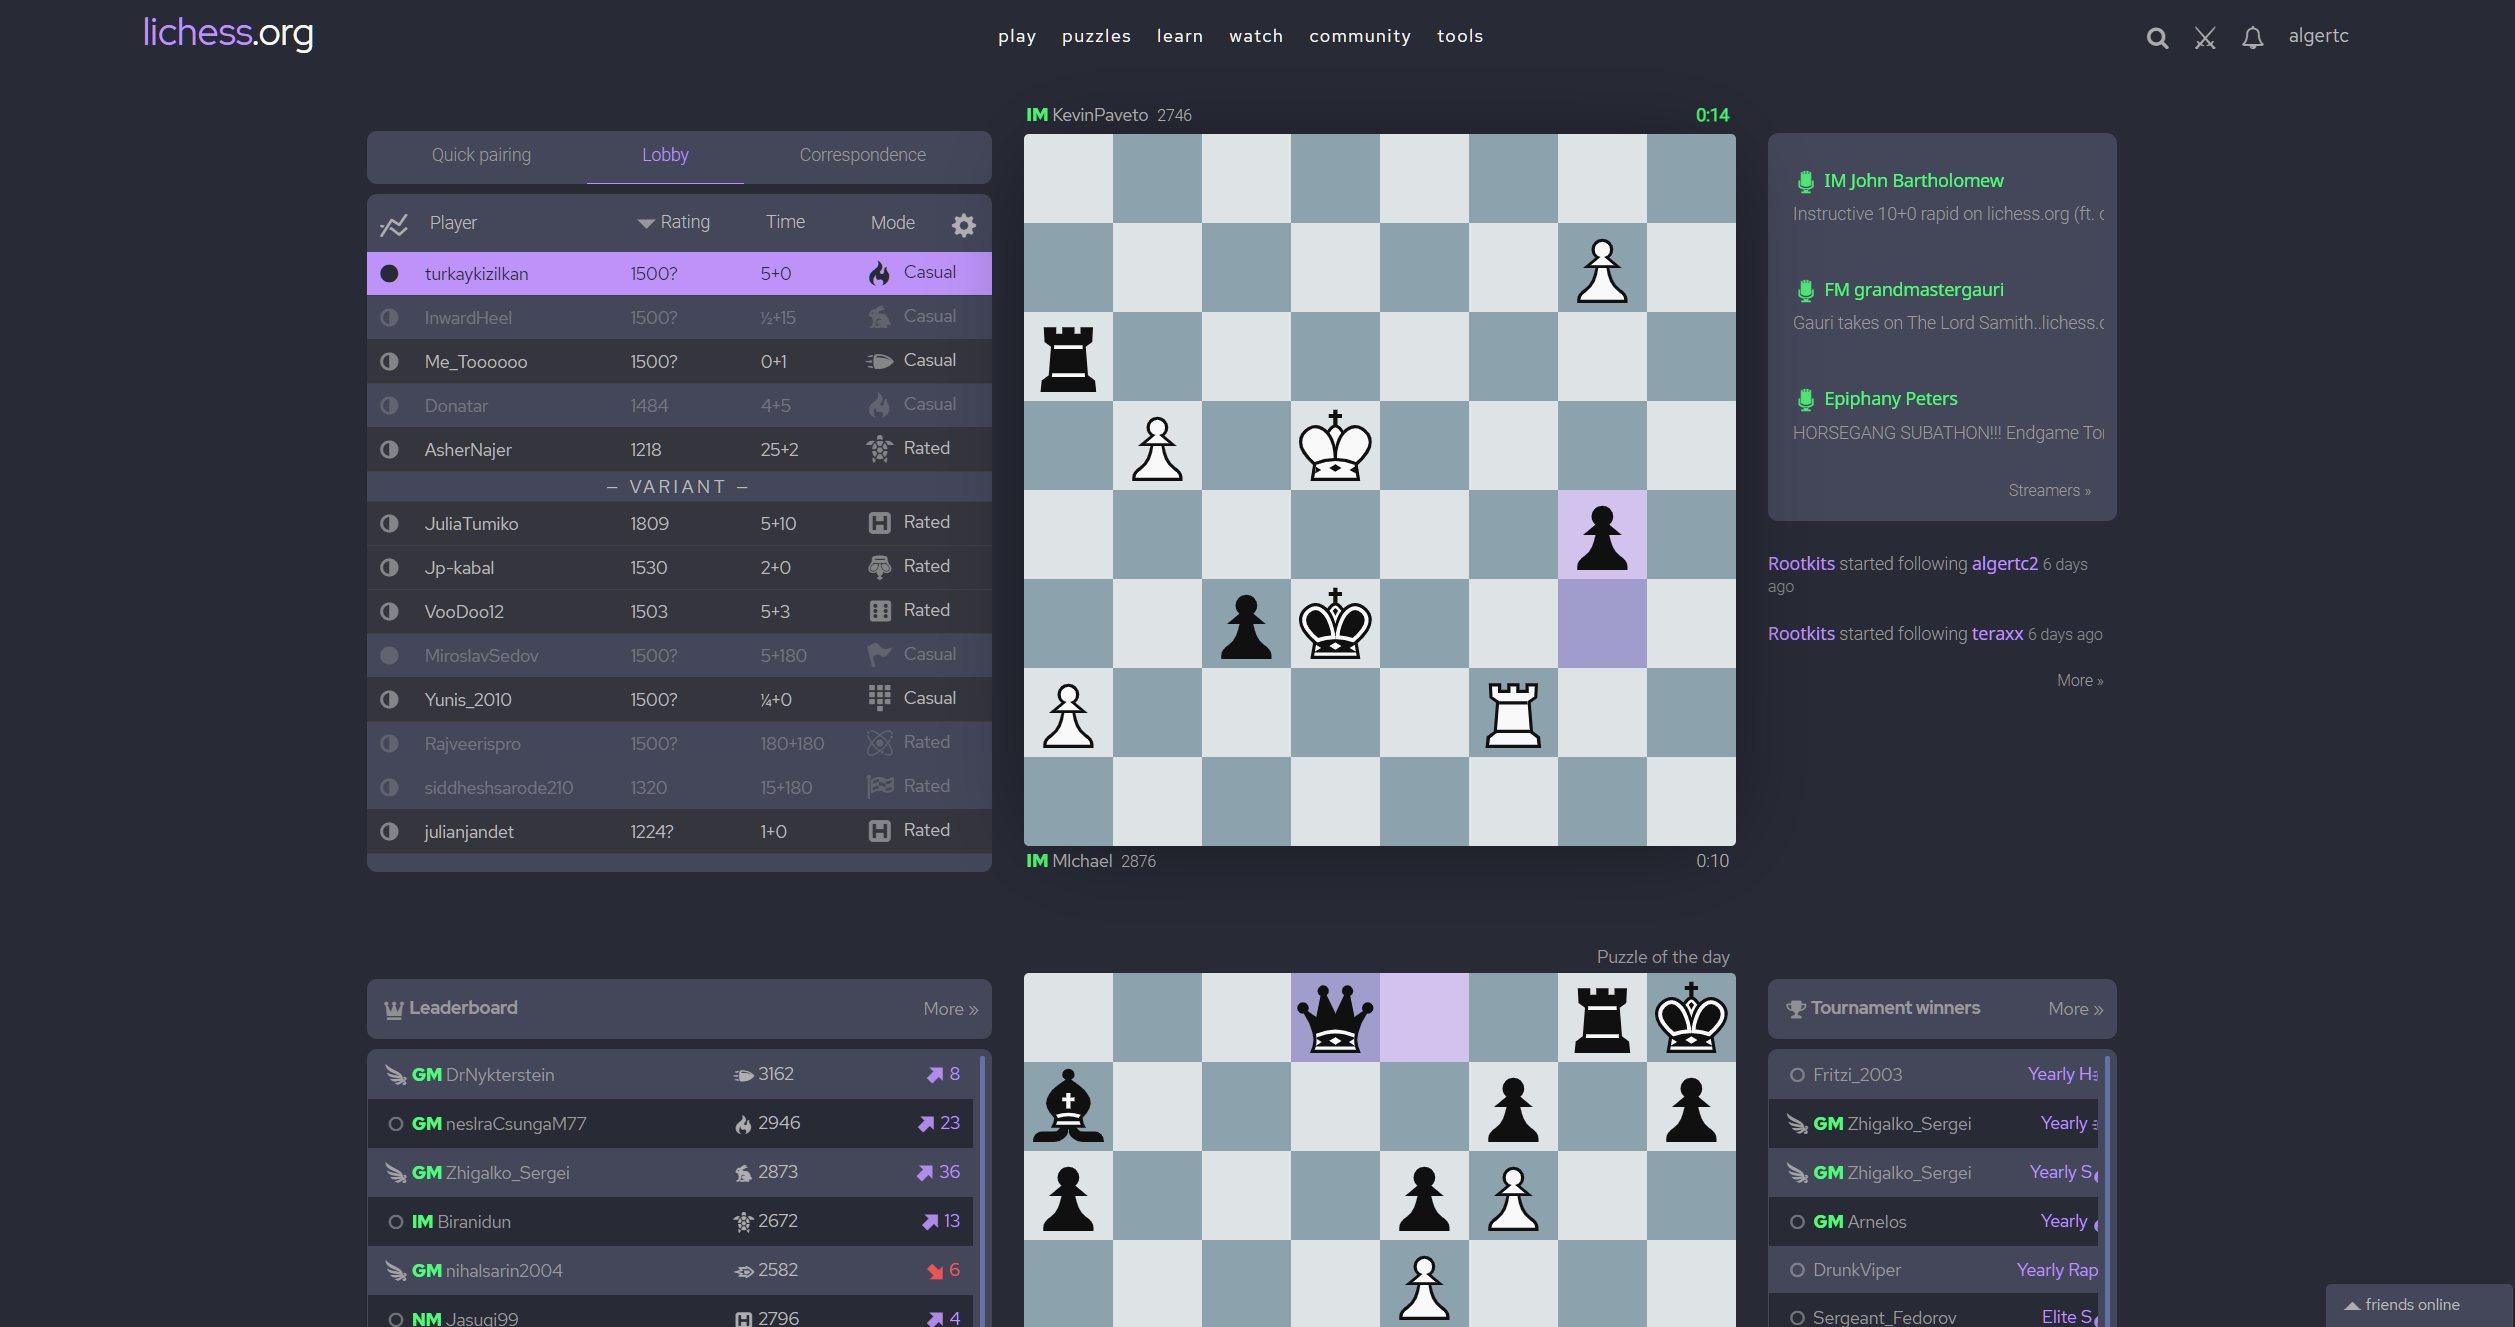 lichess.org
play puzzles learn watch community tools
algertc
Quick pairing Lobby Correspondence
Player Rating Time Mode
turkaykizilkan 1500? 5+0 Casual
InwardHeel 1500? ½+15 Casual
Me_Toooooo 1500? 0+1 Casual
Donatar 1484 4+5 Casual
AsherNajer 1218 25+2 Rated
– VARIANT –
JuliaTumiko 1809 5+10 Rated
Jp-kabal 1530 2+0 Rated
VooDoo12 1503 5+3 Rated
MiroslavSedov 1500? 5+180 Casual
Yunis_2010 1500? ¼+0 Casual
Rajveerispro 1500? 180+180 Rated
siddheshsarode210 1320 15+180 Rated
julianjandet 1224? 1+0 Rated
IM KevinPaveto 2746 0:14
IM MIchael 2876 0:10
IM John Bartholomew
Instructive 10+0 rapid on lichess.org (ft.
FM grandmastergauri
Gauri takes on The Lord Samith..lichess.
Epiphany Peters
HORSEGANG SUBATHON!!! Endgame
Streamers »
Rootkits started following algertc2 6 days
ago
Rootkits started following teraxx 6 days ago
More »
Leaderboard More »
GM DrNykterstein 3162 8
GM neslraCsungaM77 2946 23
GM Zhigalko_Sergei 2873 36
IM Biranidun 2672 13
GM nihalsarin2004 2582 6
NM Jasugi99 2796 4
Puzzle of the day
Tournament winners More »
Fritzi_2003 Yearly
GM Zhigalko_Sergei Yearly
GM Zhigalko_Sergei Yearly S
GM Arnelos Yearly
DrunkViper Yearly Rap
Sergeant_Fedorov Elite S
friends online